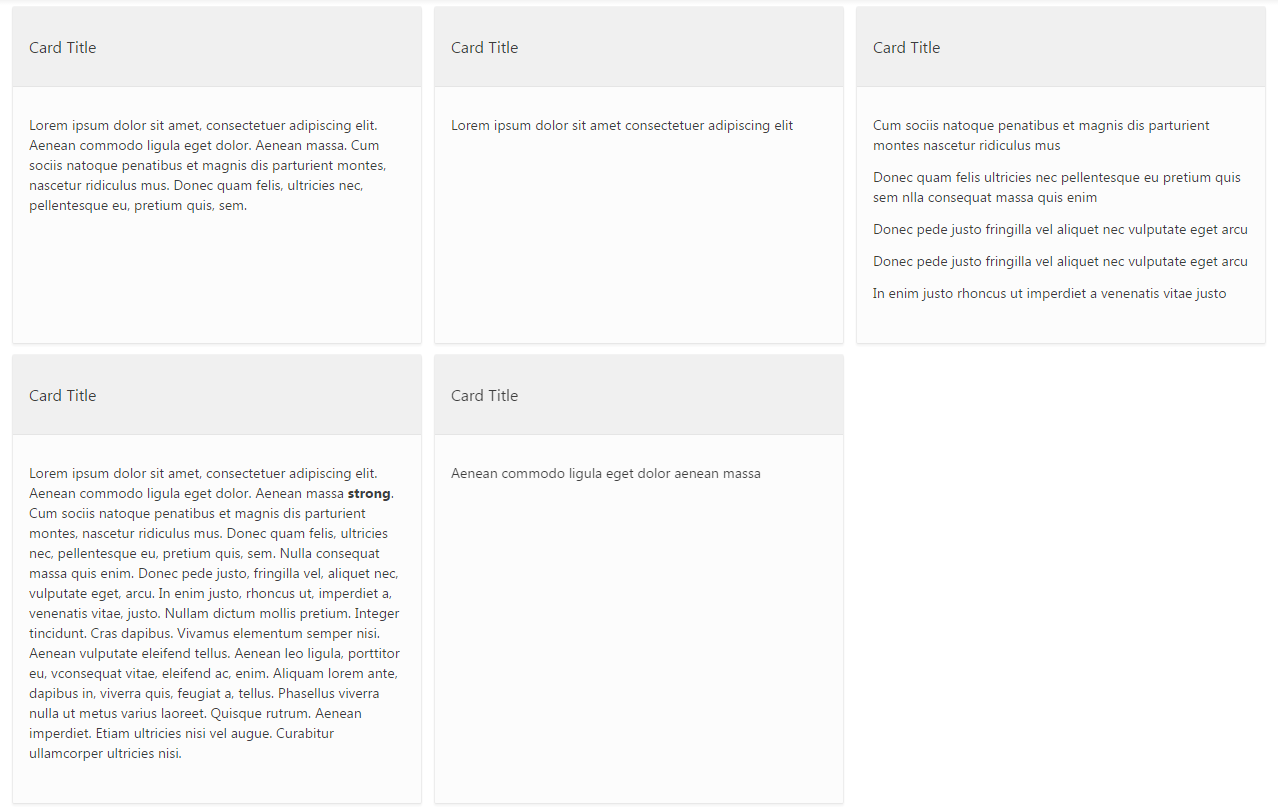 Card Title
Lorem ipsum dolor sit amet, consectetuer adipiscing elit.
Aenean commodo ligula eget dolor. Aenean massa. Cum
sociis natoque penatibus et magnis dis parturient montes,
nascetur ridiculus mus. Donec quam felis, ultricies nec,
pellentesque eu, pretium quis, sem.
Card Title
Lorem ipsum dolor sit amet consectetuer adipiscing elit
Card Title
Cum sociis natoque penatibus et magnis dis parturient
montes nascetur ridiculus mus
Donec quam felis ultricies nec pellentesque eu pretium quis
sem nlla consequat massa quis enim
Donec pede justo fringilla vel aliquet nec vulputate eget arcu
Donec pede justo fringilla vel aliquet nec vulputate eget arcu
In enim justo rhoncus ut imperdiet a venenatis vitae justo
Card Title
Lorem ipsum dolor sit amet, consectetuer adipiscing elit.
Aenean commodo ligula eget dolor. Aenean massa strong.
Cum sociis natoque penatibus et magnis dis parturient
montes, nascetur ridiculus mus. Donec quam felis, ultricies
nec, pellentesque eu, pretium quis, sem. Nulla consequat
massa quis enim. Donec pede justo, fringilla vel, aliquet nec,
vulputate eget, arcu. In enim justo, rhoncus ut, imperdiet a,
venenatis vitae, justo. Nullam dictum mollis pretium. Integer
tincidunt. Cras dapibus. Vivamus elementum semper nisi.
Aenean vulputate eleifend tellus. Aenean leo ligula, porttitor
eu, vconsequat vitae, eleifend ac, enim. Aliquam lorem ante,
dapibus in, viverra quis, feugiat a, tellus. Phasellus viverra
nulla ut metus varius laoreet. Quisque rutrum. Aenean
imperdiet. Etiam ultricies nisi vel augue. Curabitur
ullamcorper ultricies nisi.
Card Title
Aenean commodo ligula eget dolor aenean massa